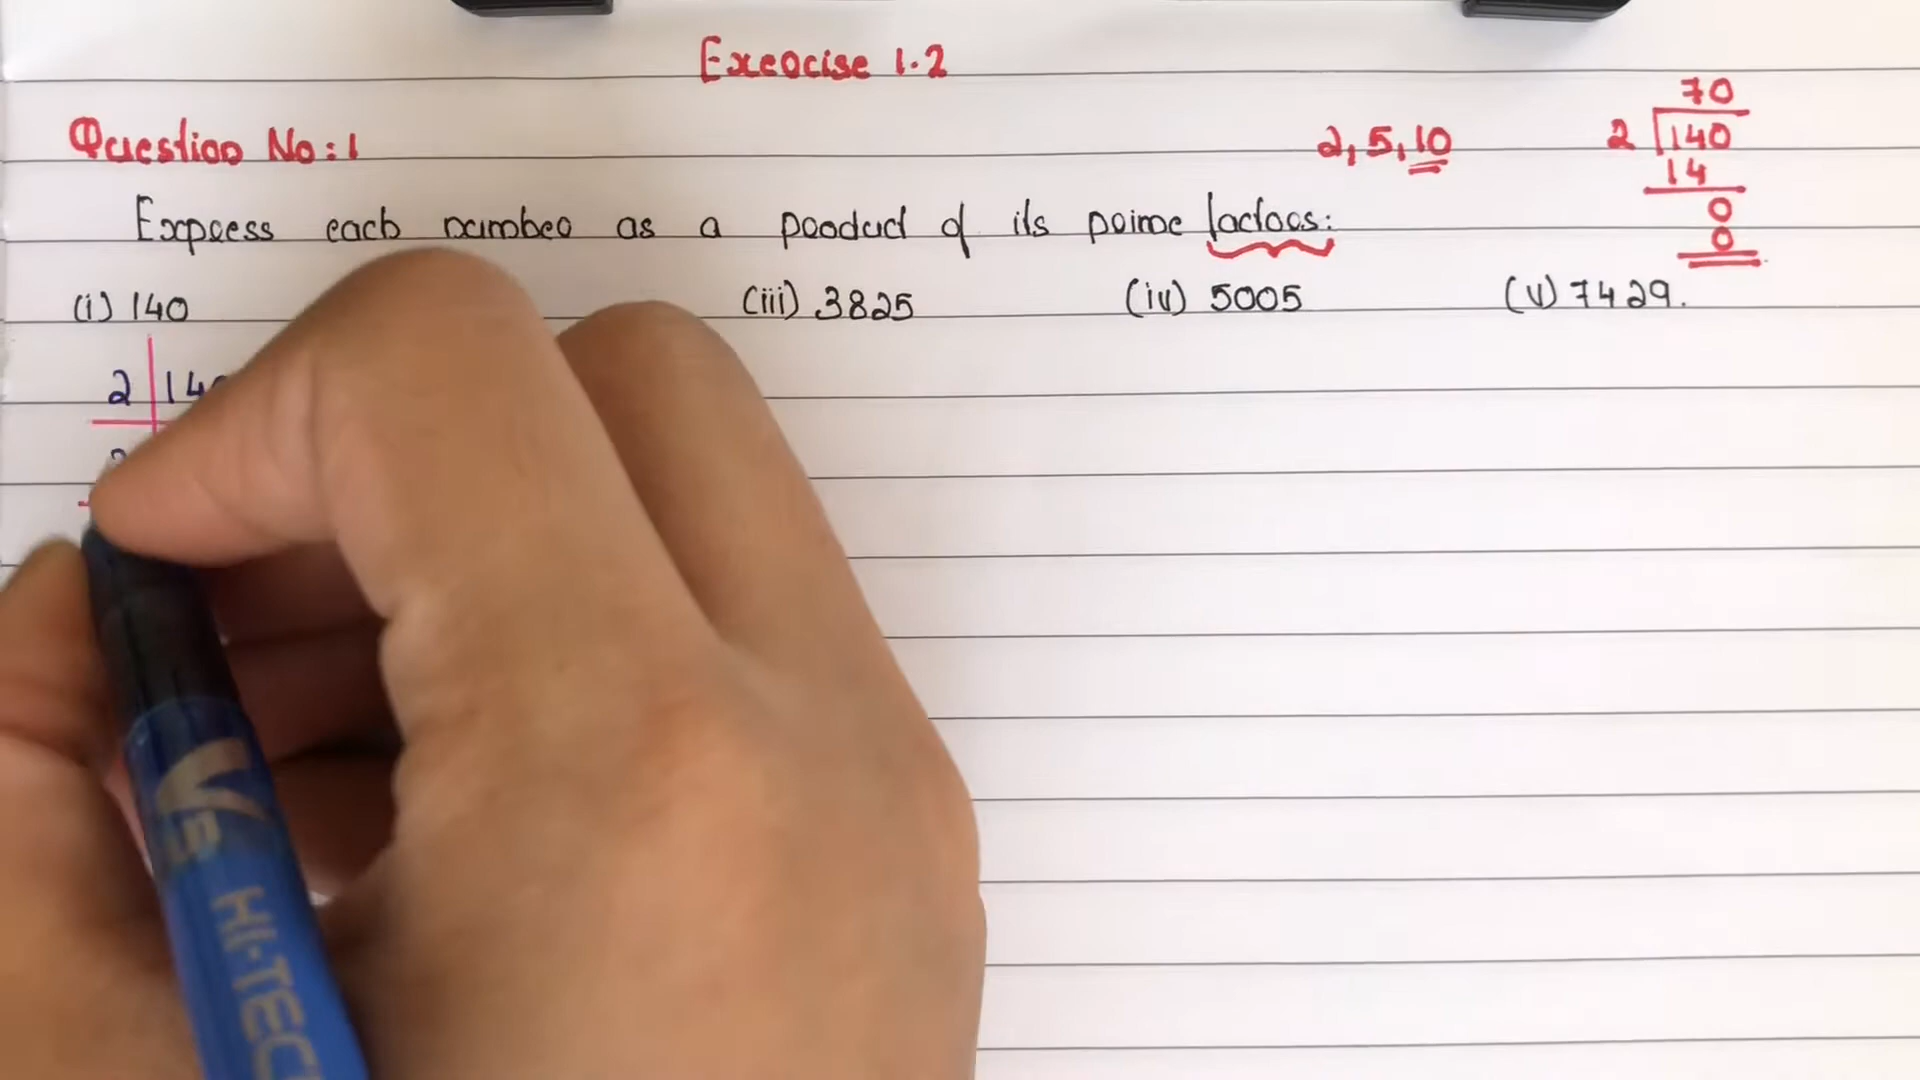 Exercise 1.2
Question No: 1
2, 5, 10
70
2 140
14
0
0
Express each number as a product of its prime factors:
(i) 140
(iii) 3825
(iv) 5005
(v) 7429.
2 14
HI-TEC